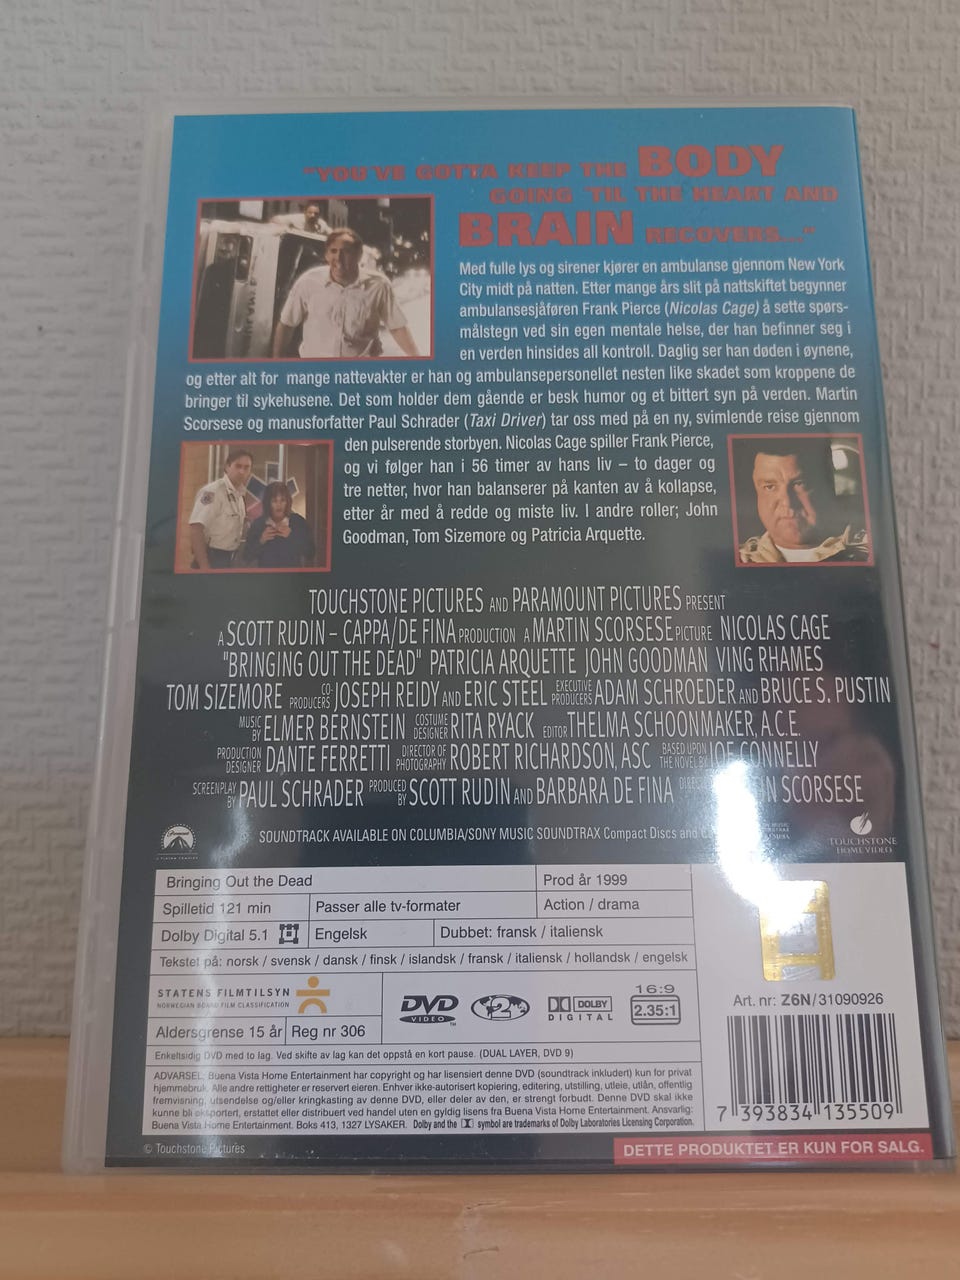 "YOU'VE GOTTA KEEP THE BODY
GOING 'TIL THE HEART AND
BRAIN RECOVERS...."
Med fulle lys og sirener kjører en ambulanse gjennom New York
City midt på natten. Etter mange års slit på nattskiftet begynner
ambulansesjåføren Frank Pierce (Nicolas Cage) å sette spørs-
målstegn ved sin egen mentale helse, der han befinner seg i
en verden hinsides all kontroll. Daglig ser han døden i øynene,
og etter alt for mange nattevakter er han og ambulansepersonellet nesten like skadet som kroppene de
bringer til sykehusene. Det som holder dem gående er besk humor og et bittert syn på verden. Martin
Scorsese og manusforfatter Paul Schrader (Taxi Driver) tar oss med på en ny, svimlende reise gjennom
den pulserende storbyen. Nicolas Cage spiller Frank Pierce,
og vi følger han i 56 timer av hans liv – to dager og
tre netter, hvor han balanserer på kanten av å kollapse,
etter år med å redde og miste liv. I andre roller; John
Goodman, Tom Sizemore og Patricia Arquette.
TOUCHSTONE PICTURES AND PARAMOUNT PICTURES PRESENT
A SCOTT RUDIN – CAPPA/DE FINA PRODUCTION A MARTIN SCORSESE PICTURE NICOLAS CAGE
"BRINGING OUT THE DEAD" PATRICIA ARQUETTE JOHN GOODMAN VING RHAMES
TOM SIZEMORE CO-PRODUCERS JOSEPH REIDY AND ERIC STEEL EXECUTIVE PRODUCERS ADAM SCHROEDER AND BRUCE S. PUSTIN
MUSIC BY ELMER BERNSTEIN COSTUME DESIGNER RITA RYACK EDITOR THELMA SCHOONMAKER, A.C.E.
PRODUCTION DESIGNER DANTE FERRETTI DIRECTOR OF PHOTOGRAPHY ROBERT RICHARDSON, ASC BASED UPON THE NOVEL BY JOE CONNELLY
SCREENPLAY BY PAUL SCHRADER PRODUCED BY SCOTT RUDIN AND BARBARA DE FINA SCORSESE
Paramount
SOUNDTRACK AVAILABLE ON COLUMBIA/SONY MUSIC SOUNDTRAX Compact Discs and
TOUCHSTONE
HOME VIDEO
Bringing Out the Dead Prod år 1999
Spilletid 121 min Passer alle tv-formater Action / drama
Dolby Digital 5.1 Engelsk Dubbet: fransk / italiensk
Tekstet på: norsk / svensk / dansk / finsk / islandsk / fransk / italiensk / hollandsk / engelsk
STATENS FILMTILSYN
NORWEGIAN BOARD FILM CLASSIFICATION
Aldersgrense 15 år Reg nr 306
DVD
VIDEO TM
2
DOLBY
DIGITAL
16:9
2.35:1
Art. nr: Z6N/31090926
Enkeltsidig DVD med to lag. Ved skifte av lag kan det oppstå en kort pause. (DUAL LAYER, DVD 9)
ADVARSEL: Buena Vista Home Entertainment har copyright og har lisensiert denne DVD (soundtrack inkludert) kun for privat
hjemmebruk. Alle andre rettigheter er reservert eieren. Enhver ikke-autorisert kopiering, editering, utstilling, utleie, utlån, offentlig
fremvisning, utsendelse og/eller kringkasting av denne DVD, eller deler av den, er strengt forbudt. Denne DVD skal ikke
kunne bli eksportert, erstattet eller distribuert ved handel uten en gyldig lisens fra Buena Vista Home Entertainment. Ansvarlig:
Buena Vista Home Entertainment. Boks 413, 1327 LYSAKER. Dolby and the symbol are trademarks of Dolby Laboratories Licensing Corporation.
7 393834 135509
© Touchstone Pictures
DETTE PRODUKTET ER KUN FOR SALG.